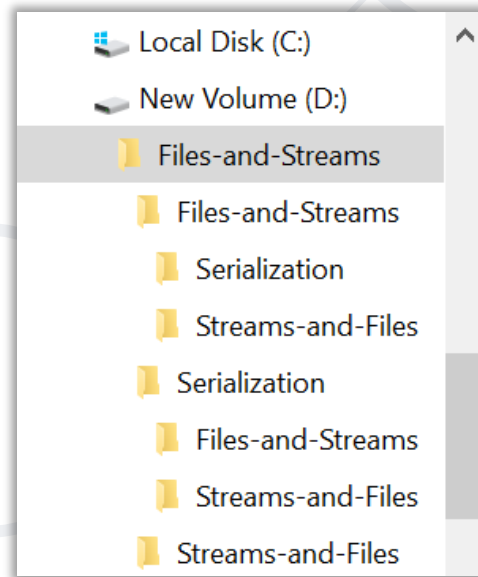 Local Disk (C:)
New Volume (D:)
Files-and-Streams
Files-and-Streams
Serialization
Streams-and-Files
Serialization
Files-and-Streams
Streams-and-Files
Streams-and-Files